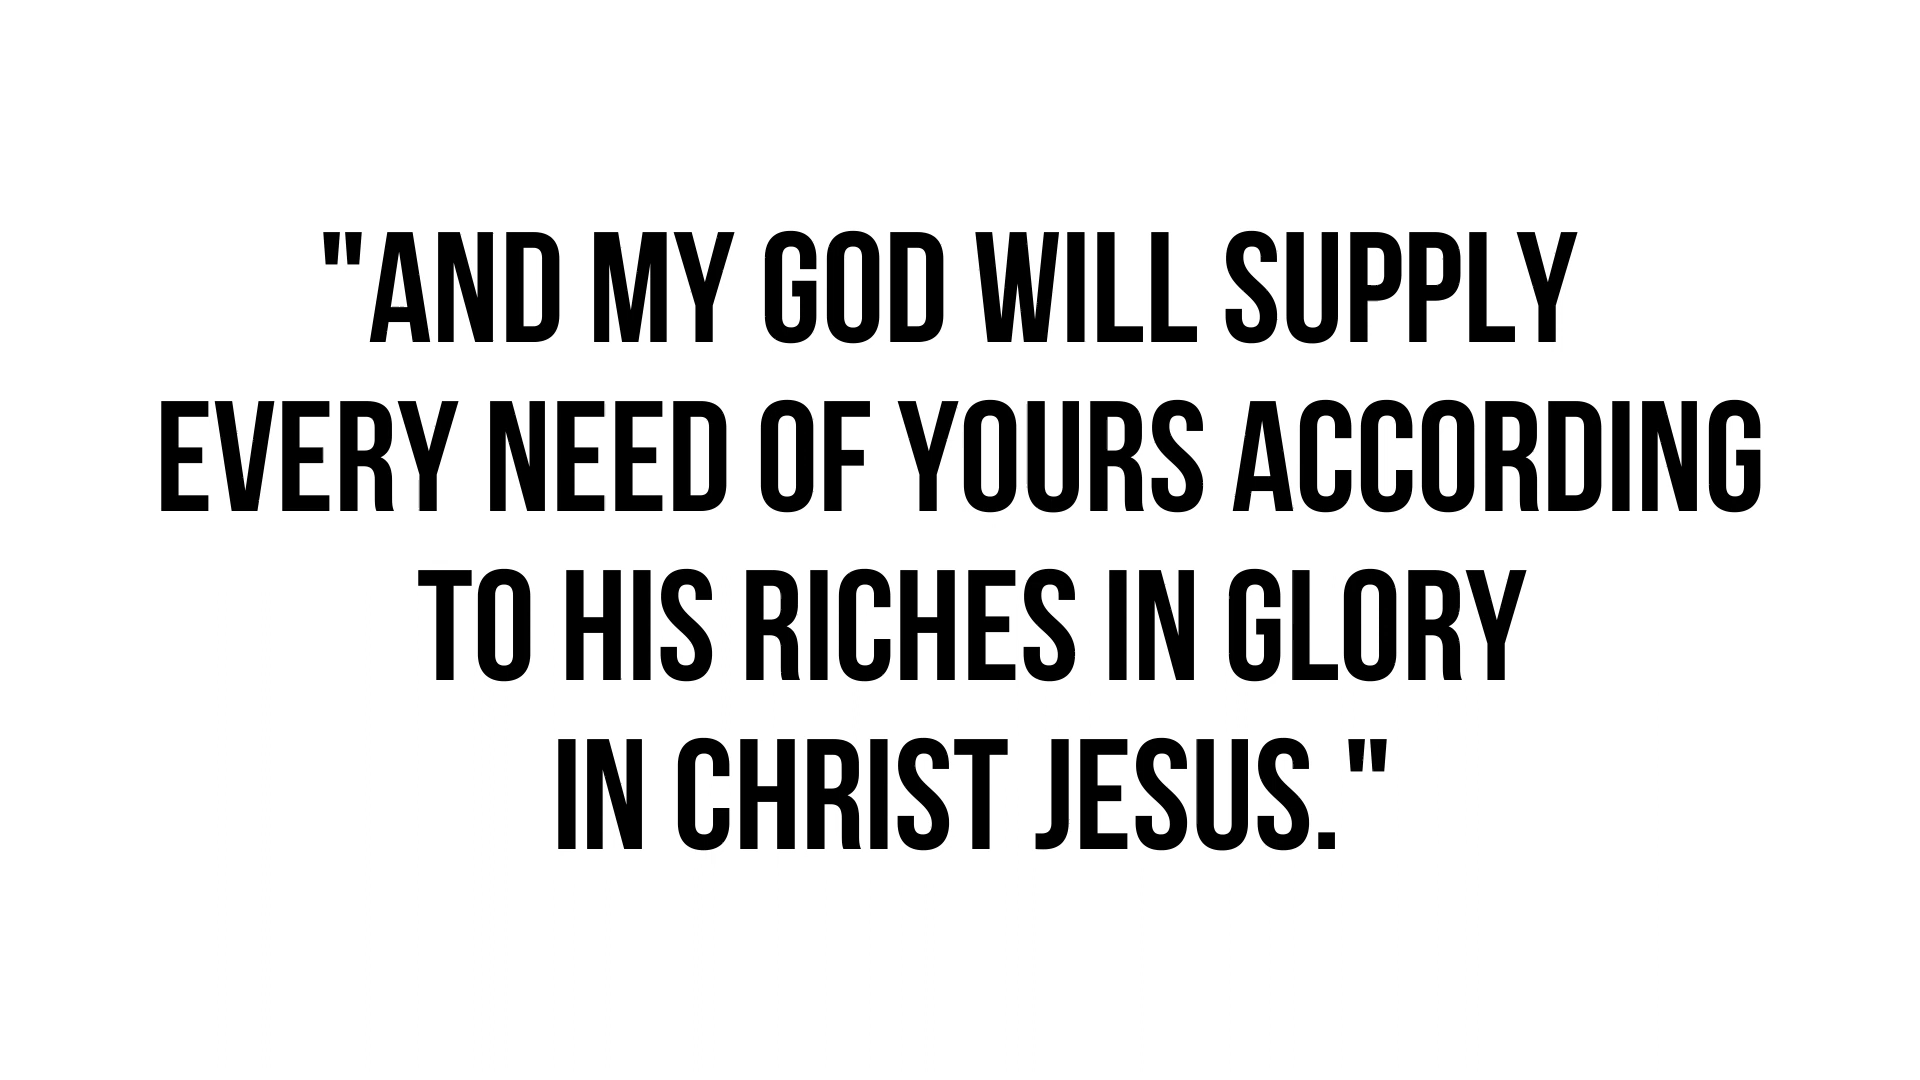 "AND MY GOD WILL SUPPLY
EVERY NEED OF YOURS ACCORDING
TO HIS RICHES IN GLORY
IN CHRIST JESUS."